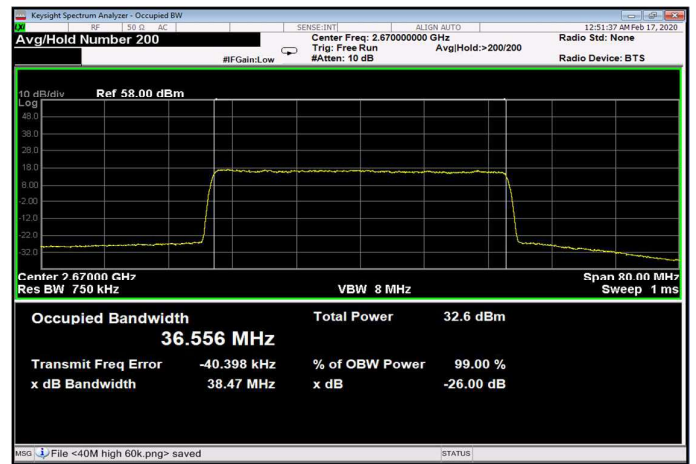 Keysight Spectrum Analyzer - Occupied BW
RF 50 Ω AC SENSE:INT ALIGN AUTO 12:51:37 AM Feb 17, 2020
Avg/Hold Number 200 Center Freq: 2.670000000 GHz Radio Std: None
Trig: Free Run Avg|Hold:>200/200
#IFGain:Low #Atten: 10 dB Radio Device: BTS
10 dB/div Ref 58.00 dBm
Log
48.0
38.0
28.0
18.0
8.00
-2.00
-12.0
-22.0
-32.0
Center 2.67000 GHz Span 80.00 MHz
Res BW 750 kHz VBW 8 MHz Sweep 1 ms
Occupied Bandwidth Total Power 32.6 dBm
36.556 MHz
Transmit Freq Error -40.398 kHz % of OBW Power 99.00 %
x dB Bandwidth 38.47 MHz x dB -26.00 dB
MSG File <40M high 60k.png> saved STATUS